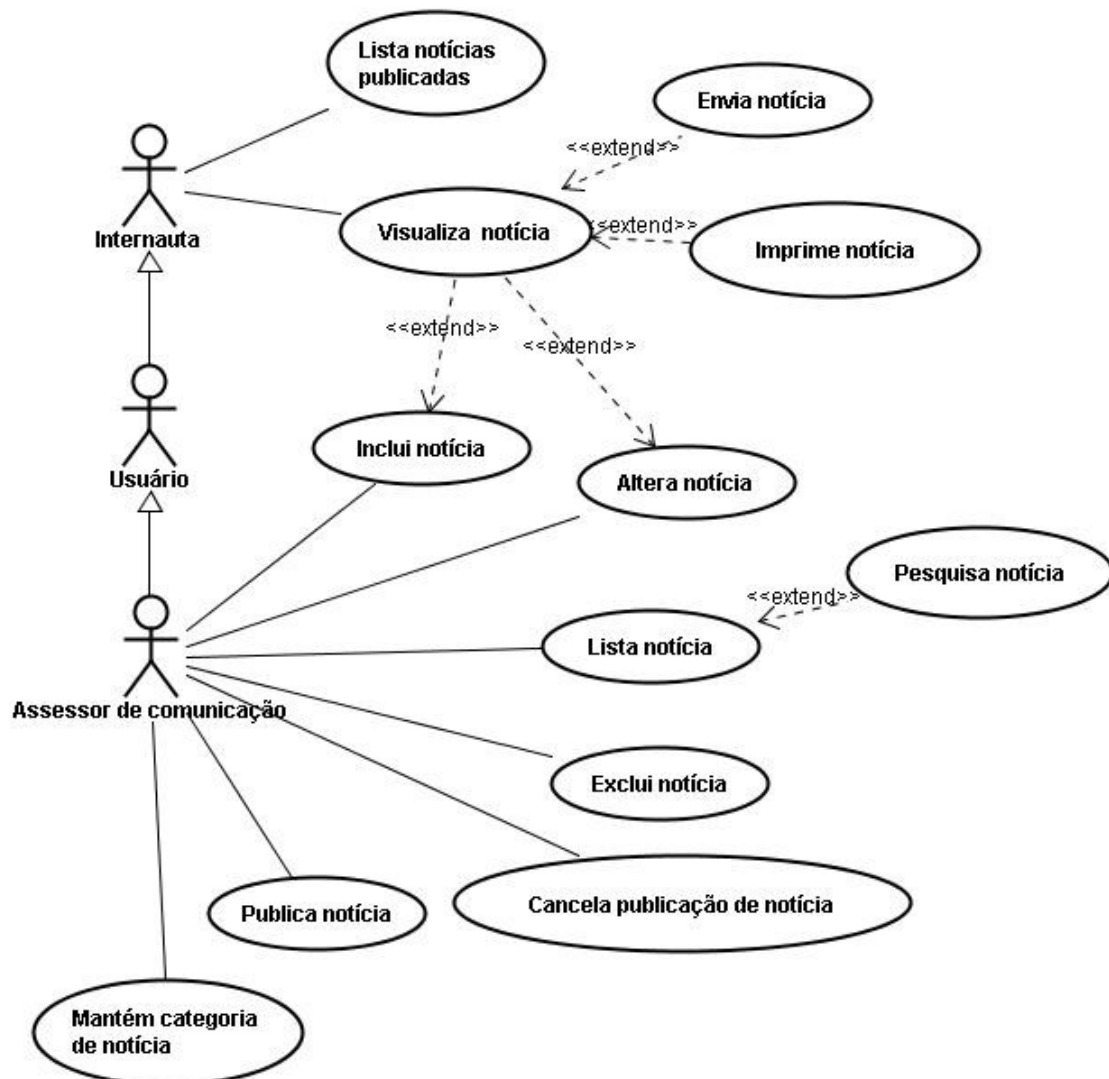 Lista notícias
publicadas
Envia notícia
<<extend>>
Internauta
Visualiza notícia
<<extend>>
Imprime notícia
<<extend>>
<<extend>>
Usuário
Inclui notícia
Altera notícia
Pesquisa notícia
<<extend>>
Lista notícia
Assessor de comunicação
Exclui notícia
Publica notícia
Cancela publicação de notícia
Mantém categoria
de notícia